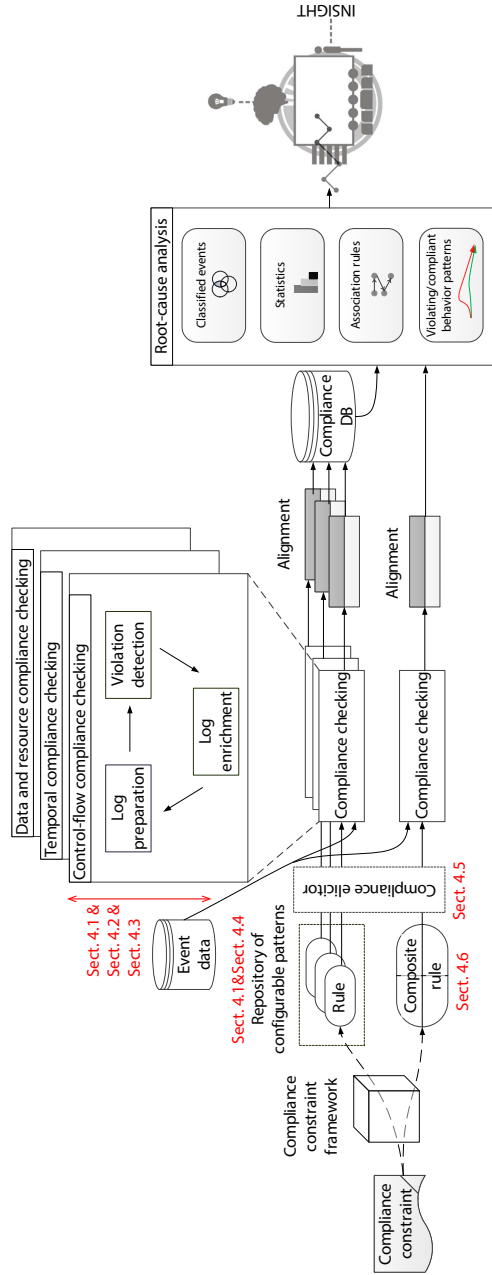 Compliance
constraint
Compliance
constraint
framework
Sect. 4.1 &
Sect. 4.2 &
Sect. 4.3
Event
data
Sect. 4.1&Sect. 4.4
Repository of
configurable patterns
Rule
Composite
rule
Sect. 4.6
Compliance elicitor
Sect. 4.5
Data and resource compliance checking
Temporal compliance checking
Control-flow compliance checking
Log
preparation
Violation
detection
Log
enrichment
Compliance checking
Compliance checking
Alignment
Alignment
Compliance
DB
Root-cause analysis
Classified events
Statistics
Association rules
Violating/compliant
behavior patterns
INSIGHT